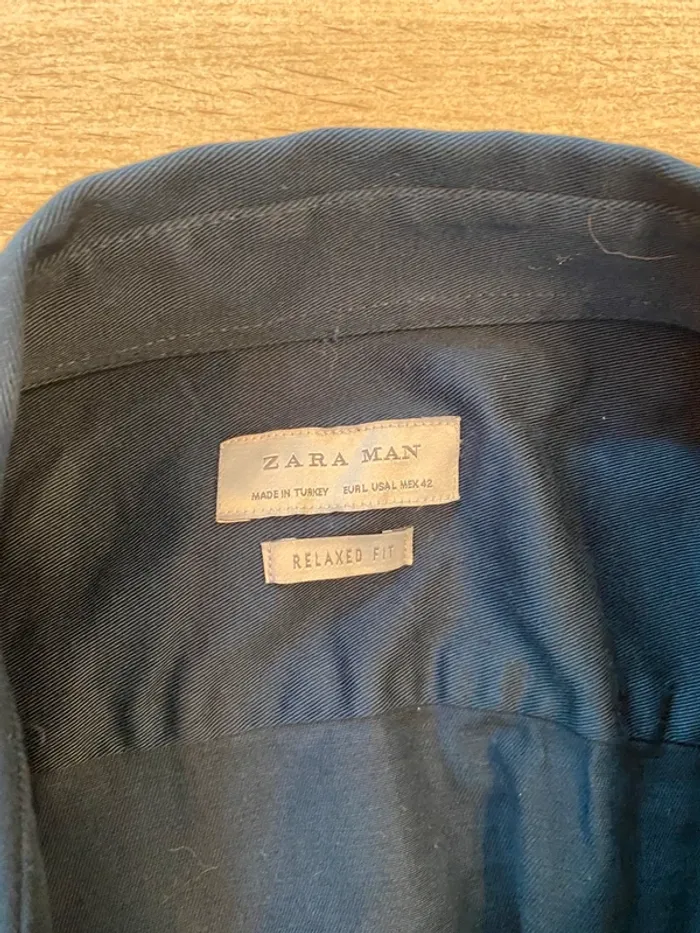 ZARA MAN
MADE IN TURKEY EUR L USA L MEX 42
RELAXED FIT